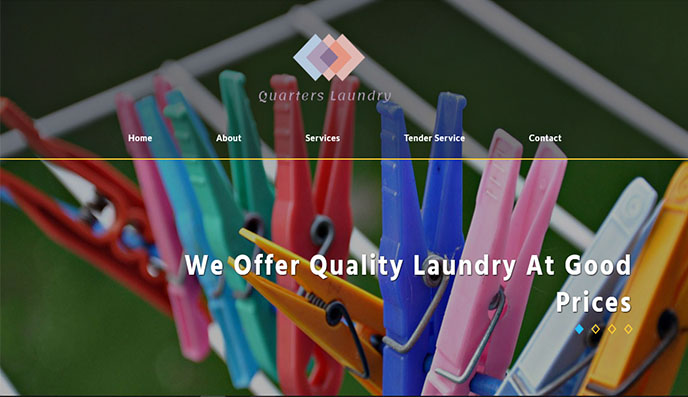 Quarters Laundry
Home About Services Tender Service Contact
We Offer Quality Laundry At Good
Prices